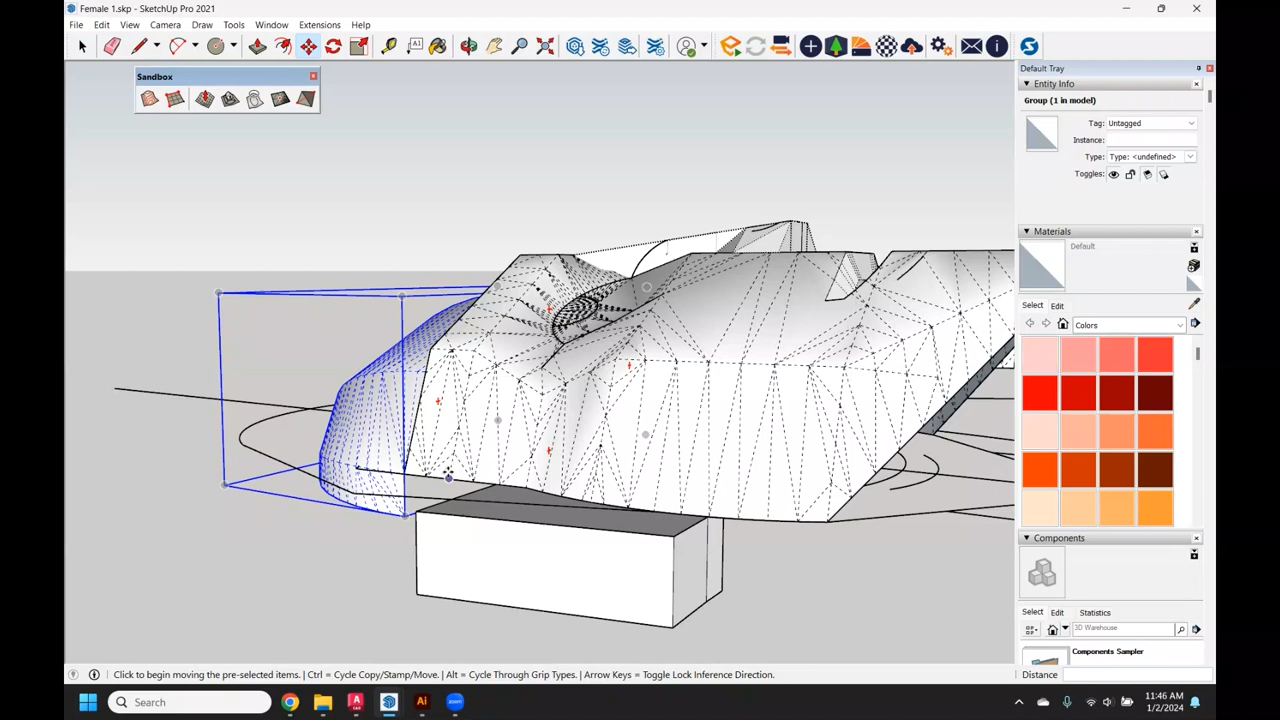 Female 1.skp - SketchUp Pro 2021
File Edit View Camera Draw Tools Window Extensions Help
Sandbox
Default Tray
Entity Info
Group (1 in model)
Tag: Untagged
Instance:
Type: Type: <undefined>
Toggles:
Materials
Default
Select Edit
Colors
Components
Select Edit Statistics
3D Warehouse
Components Sampler
Click to begin moving the pre-selected items. | Ctrl = Cycle Copy/Stamp/Move. | Alt = Cycle Through Grip Types. | Arrow Keys = Toggle Lock Inference Direction.
Distance
Search
11:46 AM
1/2/2024